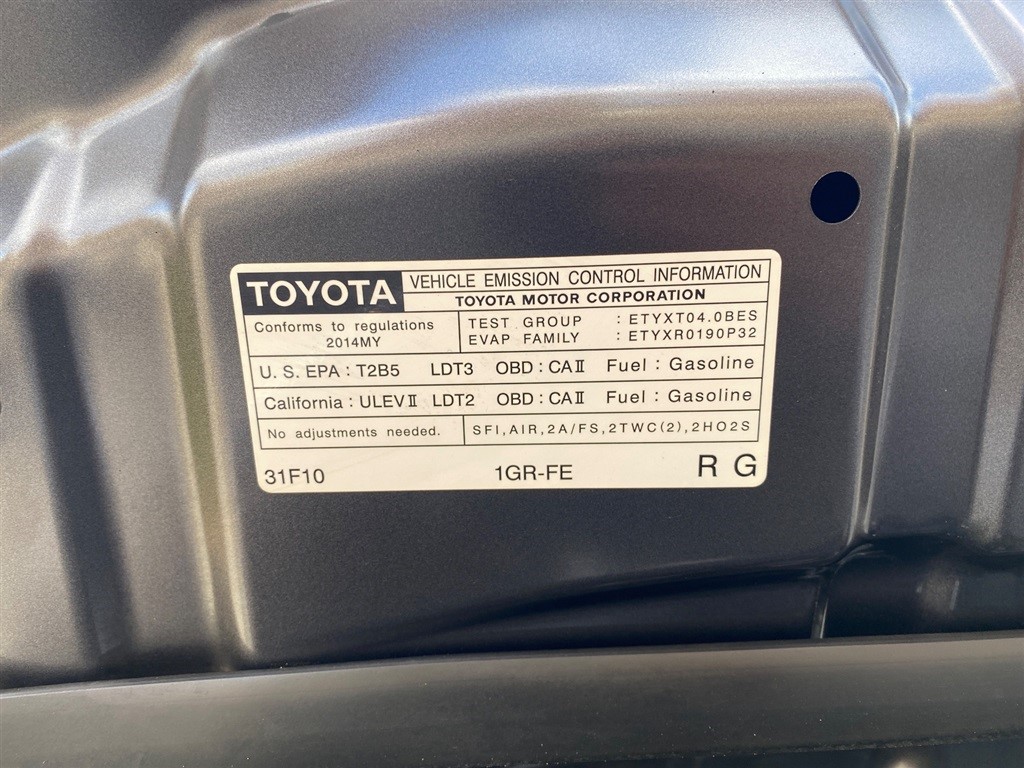 TOYOTA VEHICLE EMISSION CONTROL INFORMATION
TOYOTA MOTOR CORPORATION
Conforms to regulations
2014MY
TEST GROUP : ETYXT04.0BES
EVAP FAMILY : ETYXR0190P32
U.S. EPA : T2B5 LDT3 OBD : CAⅡ Fuel : Gasoline
California : ULEVⅡ LDT2 OBD : CAⅡ Fuel : Gasoline
No adjustments needed. SFI,AIR,2A/FS,2TWC(2),2HO2S
31F10 1GR-FE R G